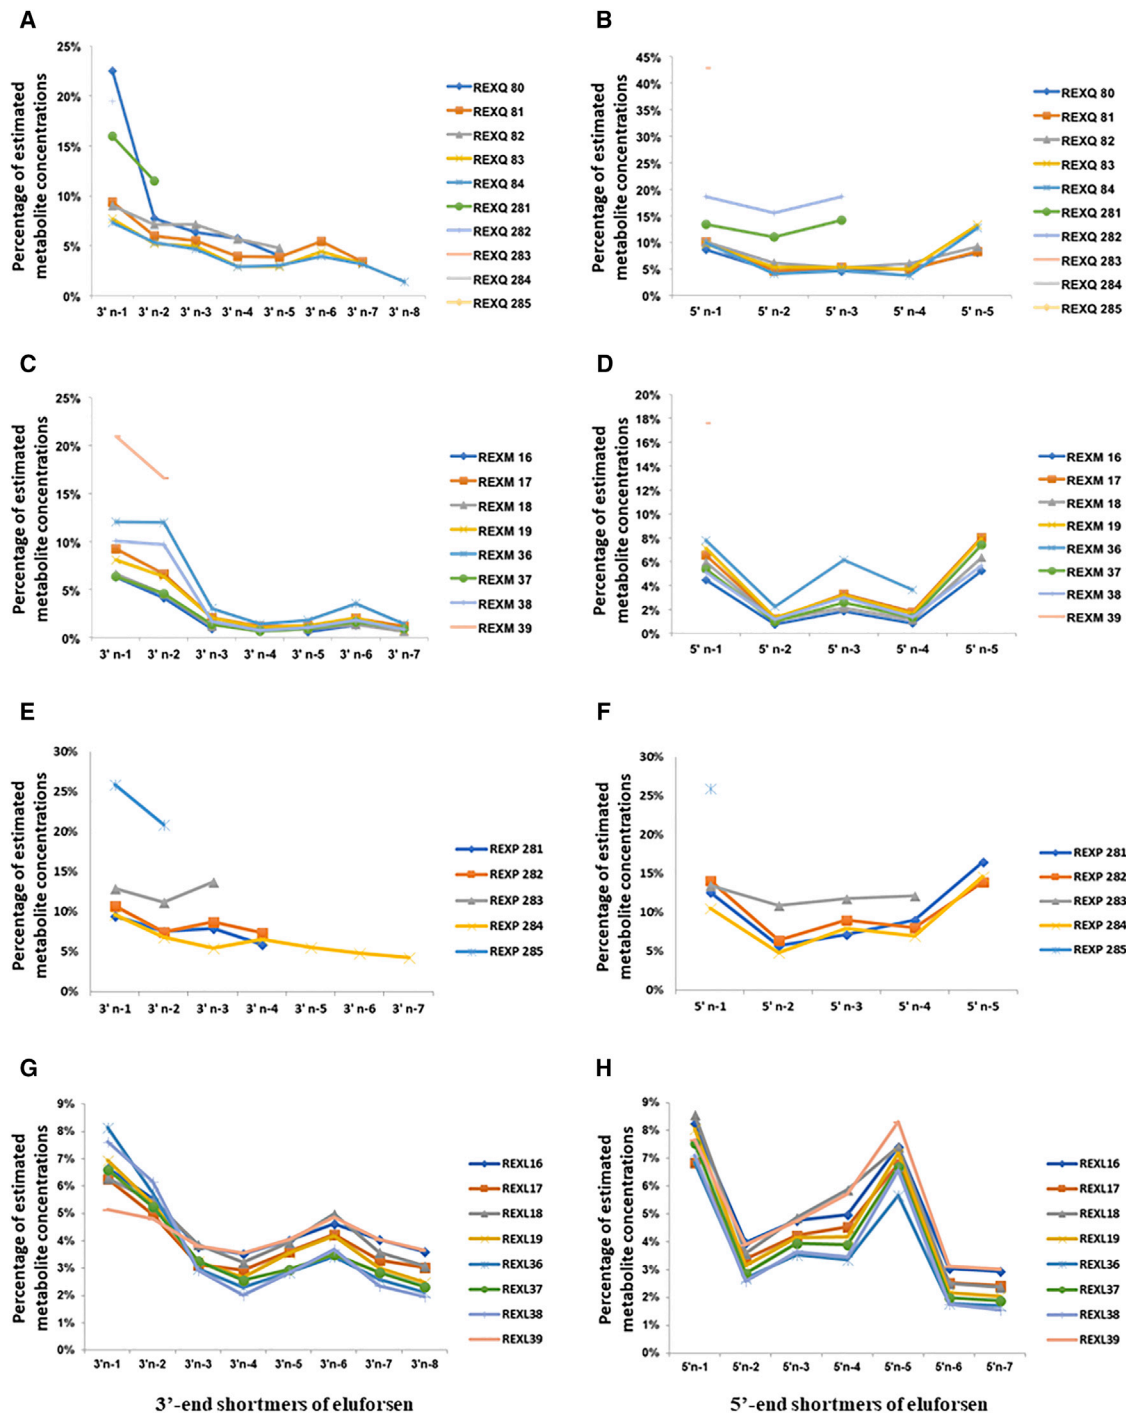 A
Percentage of estimated
metabolite concentrations
25%
20%
15%
10%
5%
0%
3' n-1 3' n-2 3' n-3 3' n-4 3' n-5 3' n-6 3' n-7 3' n-8
REXQ 80
REXQ 81
REXQ 82
REXQ 83
REXQ 84
REXQ 281
REXQ 282
REXQ 283
REXQ 284
REXQ 285
B
Percentage of estimated
metabolite concentrations
45%
40%
35%
30%
25%
20%
15%
10%
5%
0%
5' n-1 5' n-2 5' n-3 5' n-4 5' n-5
REXQ 80
REXQ 81
REXQ 82
REXQ 83
REXQ 84
REXQ 281
REXQ 282
REXQ 283
REXQ 284
REXQ 285
C
Percentage of estimated
metabolite concentrations
25%
20%
15%
10%
5%
0%
3' n-1 3' n-2 3' n-3 3' n-4 3' n-5 3' n-6 3' n-7
REXM 16
REXM 17
REXM 18
REXM 19
REXM 36
REXM 37
REXM 38
REXM 39
D
Percentage of estimated
metabolite concentrations
20%
18%
16%
14%
12%
10%
8%
6%
4%
2%
0%
5' n-1 5' n-2 5' n-3 5' n-4 5' n-5
REXM 16
REXM 17
REXM 18
REXM 19
REXM 36
REXM 37
REXM 38
REXM 39
E
Percentage of estimated
metabolite concentrations
30%
25%
20%
15%
10%
5%
0%
3' n-1 3' n-2 3' n-3 3' n-4 3' n-5 3' n-6 3' n-7
REXP 281
REXP 282
REXP 283
REXP 284
REXP 285
F
Percentage of estimated
metabolite concentrations
30%
25%
20%
15%
10%
5%
0%
5' n-1 5' n-2 5' n-3 5' n-4 5' n-5
REXP 281
REXP 282
REXP 283
REXP 284
REXP 285
G
Percentage of estimated
metabolite concentrations
9%
8%
7%
6%
5%
4%
3%
2%
1%
0%
3'n-1 3'n-2 3'n-3 3'n-4 3'n-5 3'n-6 3'n-7 3'n-8
REXL16
REXL17
REXL18
REXL19
REXL36
REXL37
REXL38
REXL39
3’-end shortmers of eluforsen
H
Percentage of estimated
metabolite concentrations
9%
8%
7%
6%
5%
4%
3%
2%
1%
0%
5'n-1 5'n-2 5'n-3 5'n-4 5'n-5 5'n-6 5'n-7
REXL16
REXL17
REXL18
REXL19
REXL36
REXL37
REXL38
REXL39
5’-end shortmers of eluforsen